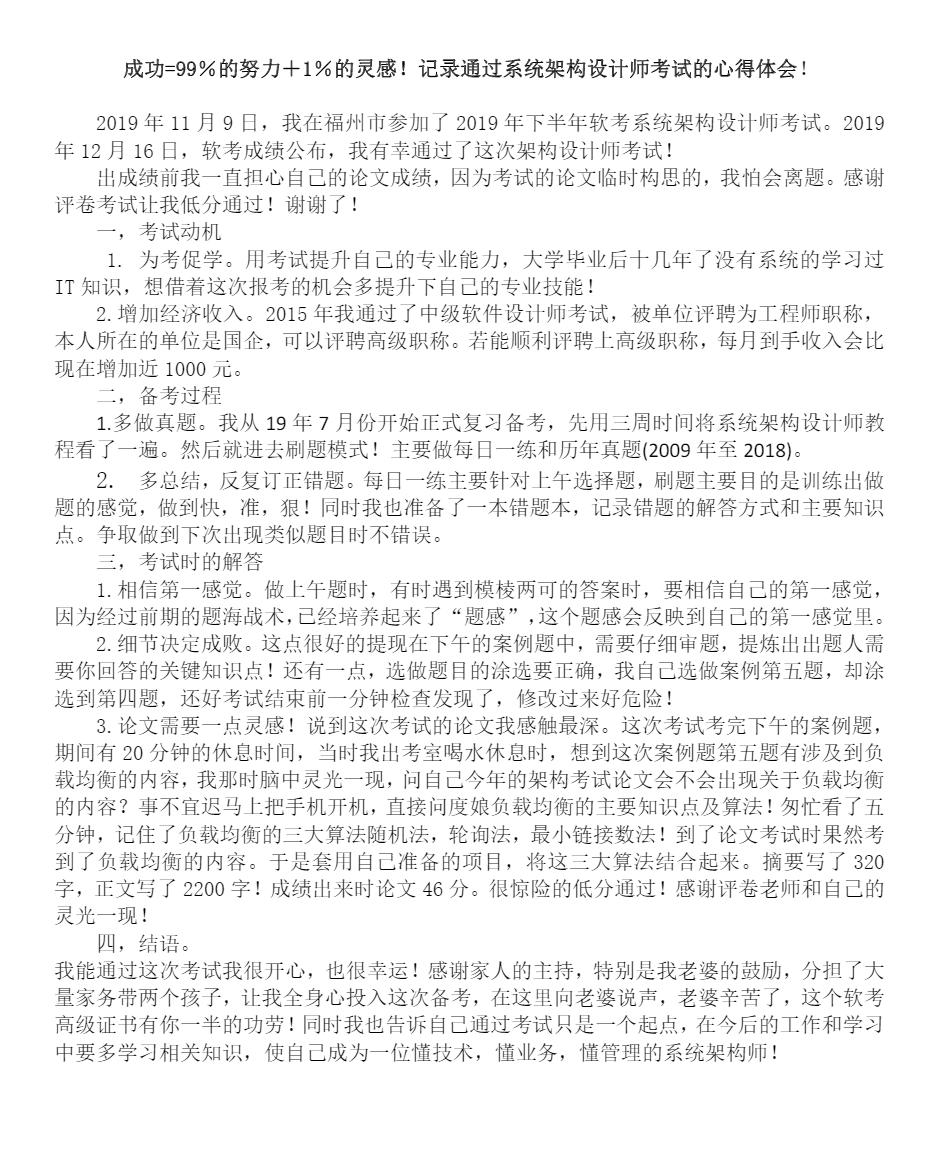 成功=99%的努力＋1%的灵感！记录通过系统架构设计师考试的心得体会！
2019 年 11 月 9 日，我在福州市参加了 2019 年下半年软考系统架构设计师考试。2019
年 12 月 16 日，软考成绩公布，我有幸通过了这次架构设计师考试！
出成绩前我一直担心自己的论文成绩，因为考试的论文临时构思的，我怕会离题。感谢
评卷考试让我低分通过！谢谢了！
一，考试动机
1. 为考促学。用考试提升自己的专业能力，大学毕业后十几年了没有系统的学习过
IT 知识，想借着这次报考的机会多提升下自己的专业技能！
2.增加经济收入。2015 年我通过了中级软件设计师考试，被单位评聘为工程师职称，
本人所在的单位是国企，可以评聘高级职称。若能顺利评聘上高级职称，每月到手收入会比
现在增加近 1000 元。
二，备考过程
1.多做真题。我从 19 年 7 月份开始正式复习备考，先用三周时间将系统架构设计师教
程看了一遍。然后就进去刷题模式！主要做每日一练和历年真题(2009 年至 2018)。
2. 多总结，反复订正错题。每日一练主要针对上午选择题，刷题主要目的是训练出做
题的感觉，做到快，准，狠！同时我也准备了一本错题本，记录错题的解答方式和主要知识
点。争取做到下次出现类似题目时不错误。
三，考试时的解答
1.相信第一感觉。做上午题时，有时遇到模棱两可的答案时，要相信自己的第一感觉，
因为经过前期的题海战术，已经培养起来了“题感”，这个题感会反映到自己的第一感觉里。
2.细节决定成败。这点很好的提现在下午的案例题中，需要仔细审题，提炼出出题人需
要你回答的关键知识点！还有一点，选做题目的涂选要正确，我自己选做案例第五题，却涂
选到第四题，还好考试结束前一分钟检查发现了，修改过来好危险！
3.论文需要一点灵感！说到这次考试的论文我感触最深。这次考试考完下午的案例题，
期间有 20 分钟的休息时间，当时我出考室喝水休息时，想到这次案例题第五题有涉及到负
载均衡的内容，我那时脑中灵光一现，问自己今年的架构考试论文会不会出现关于负载均衡
的内容？事不宜迟马上把手机开机，直接问度娘负载均衡的主要知识点及算法！匆忙看了五
分钟，记住了负载均衡的三大算法随机法，轮询法，最小链接数法！到了论文考试时果然考
到了负载均衡的内容。于是套用自己准备的项目，将这三大算法结合起来。摘要写了 320
字，正文写了 2200 字！成绩出来时论文 46 分。很惊险的低分通过！感谢评卷老师和自己的
灵光一现！
四，结语。
我能通过这次考试我很开心，也很幸运！感谢家人的主持，特别是我老婆的鼓励，分担了大
量家务带两个孩子，让我全身心投入这次备考，在这里向老婆说声，老婆辛苦了，这个软考
高级证书有你一半的功劳！同时我也告诉自己通过考试只是一个起点，在今后的工作和学习
中要多学习相关知识，使自己成为一位懂技术，懂业务，懂管理的系统架构师！